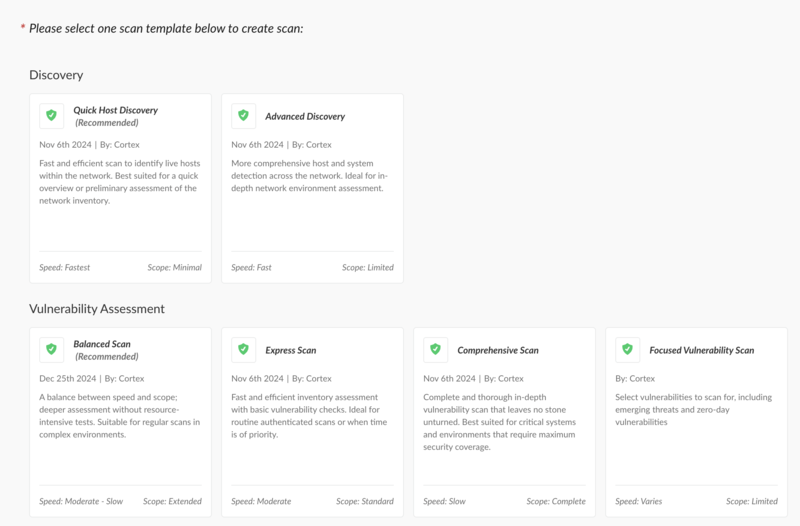 * Please select one scan template below to create scan:
Discovery
Quick Host Discovery
(Recommended)
Nov 6th 2024 | By: Cortex
Fast and efficient scan to identify live hosts
within the network. Best suited for a quick
overview or preliminary assessment of the
network inventory.
Speed: Fastest
Scope: Minimal
Advanced Discovery
Nov 6th 2024 | By: Cortex
More comprehensive host and system
detection across the network. Ideal for in-
depth network environment assessment.
Speed: Fast
Scope: Limited
Vulnerability Assessment
Balanced Scan
(Recommended)
Dec 25th 2024 | By: Cortex
A balance between speed and scope;
deeper assessment without resource-
intensive tests. Suitable for regular scans in
complex environments.
Speed: Moderate - Slow
Scope: Extended
Express Scan
Nov 6th 2024 | By: Cortex
Fast and efficient inventory assessment
with basic vulnerability checks. Ideal for
routine authenticated scans or when time
is of priority.
Speed: Moderate
Scope: Standard
Comprehensive Scan
Nov 6th 2024 | By: Cortex
Complete and thorough in-depth
vulnerability scan that leaves no stone
unturned. Best suited for critical systems
and environments that require maximum
security coverage.
Speed: Slow
Scope: Complete
Focused Vulnerability Scan
By: Cortex
Select vulnerabilities to scan for, including
emerging threats and zero-day
vulnerabilities
Speed: Varies
Scope: Limited